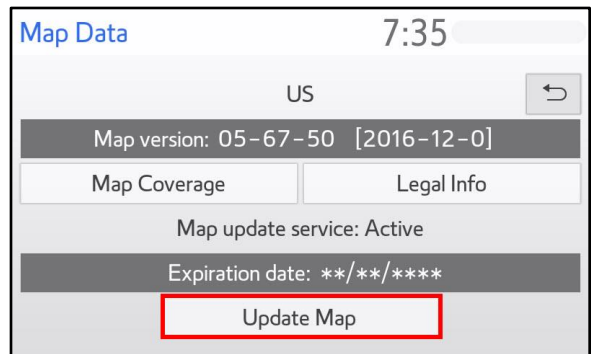 Map Data 7:35
US
Map version: 05-67-50 [2016-12-0]
Map Coverage Legal Info
Map update service: Active
Expiration date: **/**/****
Update Map